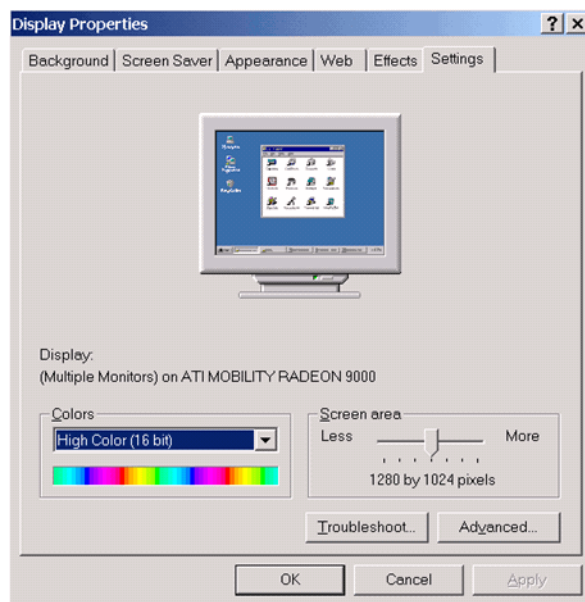 Display Properties
Background Screen Saver Appearance Web Effects Settings
Display:
(Multiple Monitors) on ATI MOBILITY RADEON 9000
Colors
High Color (16 bit)
Screen area
Less More
1280 by 1024 pixels
Troubleshoot... Advanced...
OK Cancel Apply